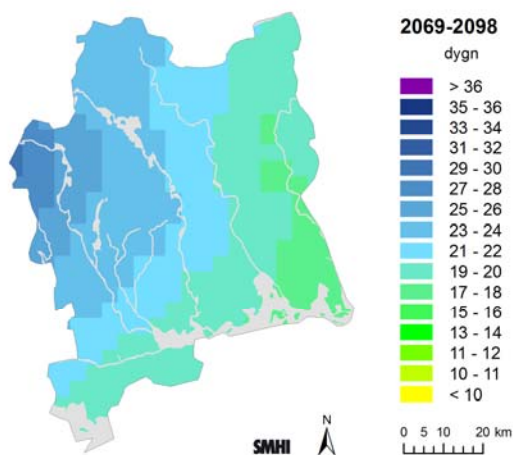 2069-2098
dygn
> 36
35 - 36
33 - 34
31 - 32
29 - 30
27 - 28
25 - 26
23 - 24
21 - 22
19 - 20
17 - 18
15 - 16
13 - 14
11 - 12
10 - 11
< 10
N
SMHI
0 5 10 20 km